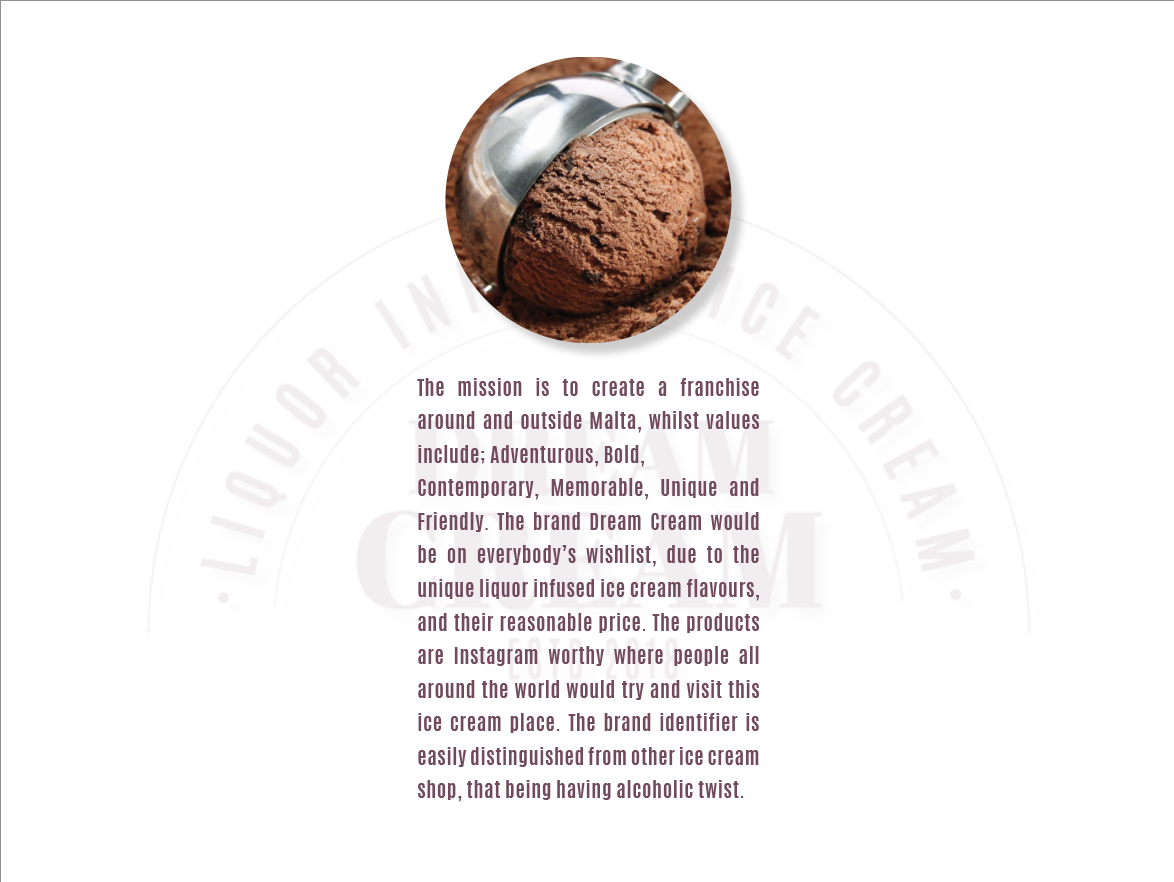 LIQUOR IN ACE CREAM
The mission is to create a franchise
around and outside Malta, whilst values
include; Adventurous, Bold,
Contemporary, Memorable, Unique and
Friendly. The brand Dream Cream would
be on everybody’s wishlist, due to the
unique liquor infused ice cream flavours,
and their reasonable price. The products
are Instagram worthy where people all
around the world would try and visit this
ice cream place. The brand identifier is
easily distinguished from other ice cream
shop, that being having alcoholic twist.
DREAM
CREAM
ESTD 2018